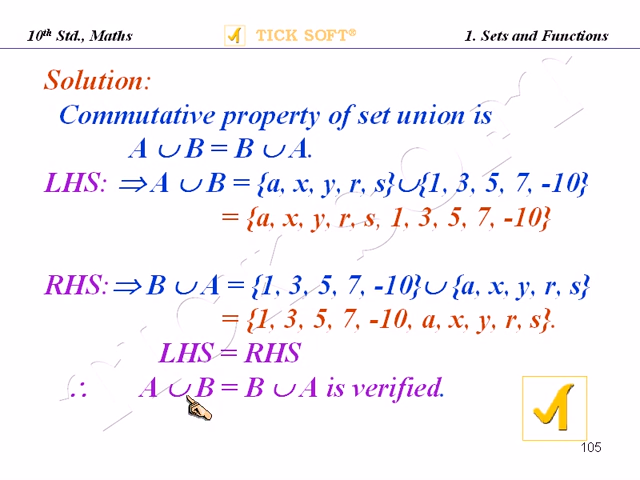 10th Std., Maths TICK SOFT® 1. Sets and Functions
Solution:
Commutative property of set union is
A ∪ B = B ∪ A.
LHS: ⇒ A ∪ B = {a, x, y, r, s}∪{1, 3, 5, 7, -10}
= {a, x, y, r, s, 1, 3, 5, 7, -10}
RHS:⇒ B ∪ A = {1, 3, 5, 7, -10}∪ {a, x, y, r, s}
= {1, 3, 5, 7, -10, a, x, y, r, s}.
LHS = RHS
∴ A ∪ B = B ∪ A is verified.
105